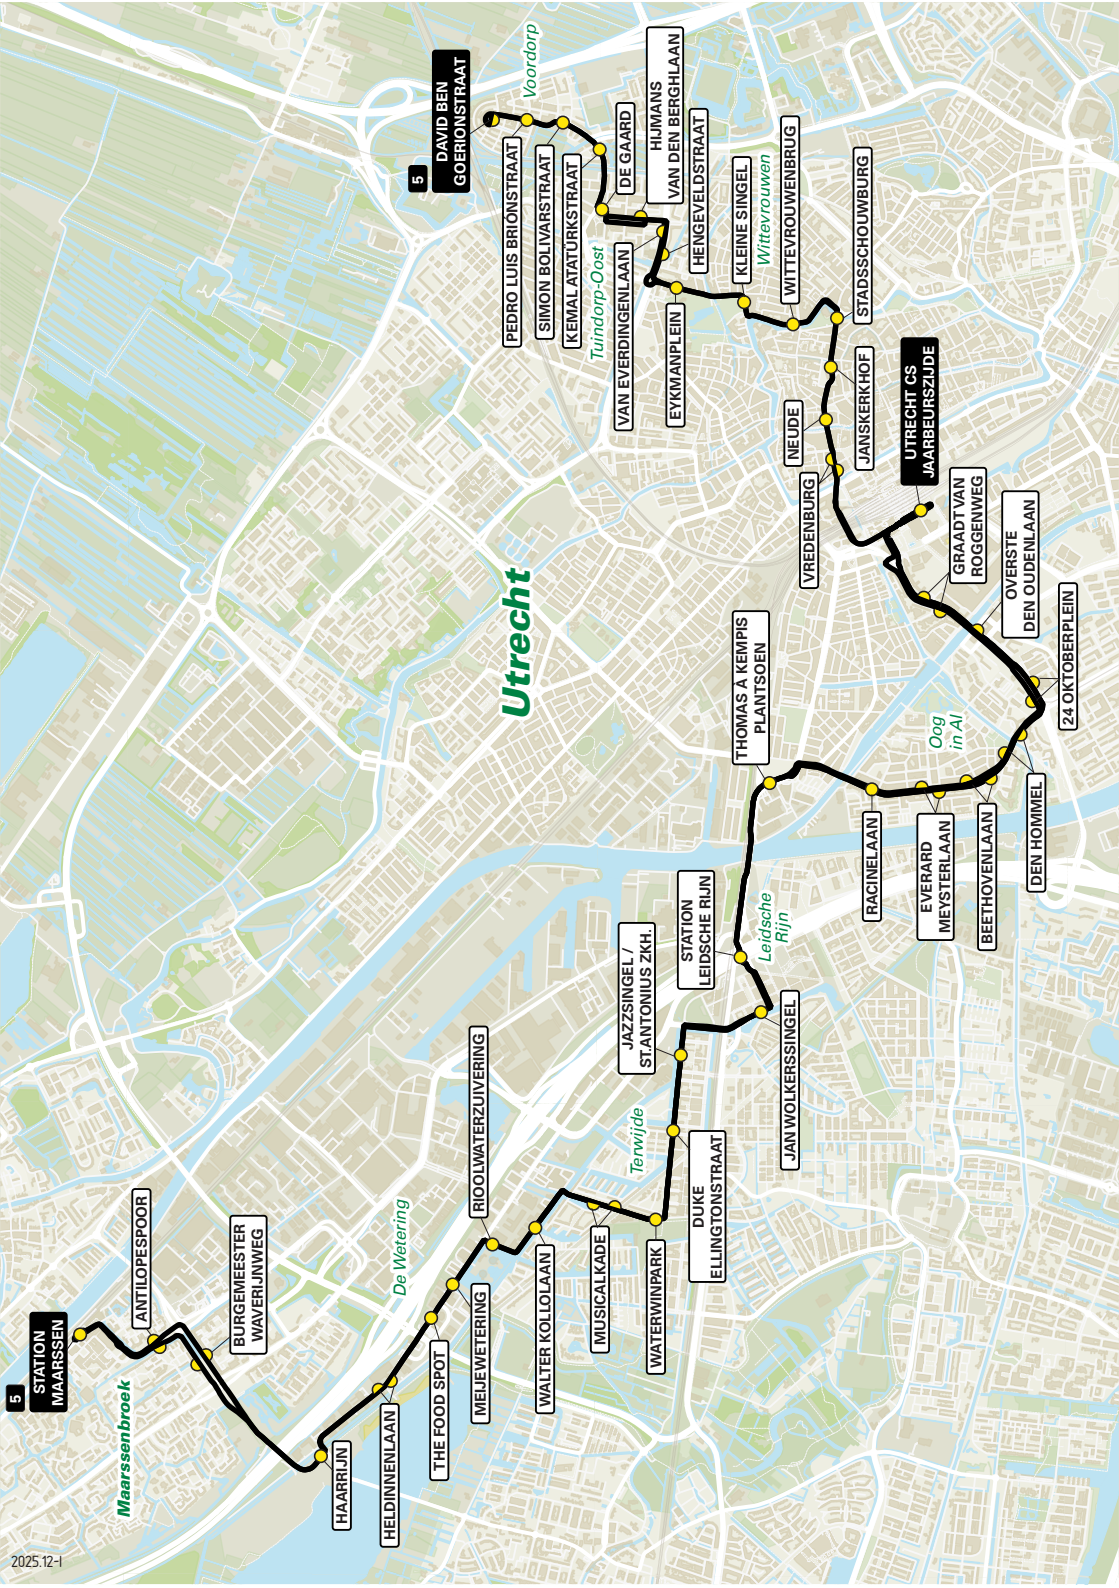 5
STATION
MAARSSEN
Maarssenbroek
ANTILOPESPOOR
BURGEMEESTER
WAVERIJNWEG
HAARRIJN
HELDINNENLAAN
THE FOOD SPOT
De Wetering
MEIJEWETERING
RIOOLWATERZUIVERING
WALTER KOLLOLAAN
MUSICALKADE
WATERWINPARK
Terwijde
DUKE
ELLINGTONSTRAAT
JAZZSINGEL /
ST.ANTONIUS ZKH.
JAN WOLKERSSINGEL
STATION
LEIDSCHE RIJN
Leidsche
Rijn
THOMAS À KEMPIS
PLANTSOEN
RACINELAAN
EVERARD
MEYSTERLAAN
BEETHOVENLAAN
DEN HOMMEL
Oog
in Al
24 OKTOBERPLEIN
OVERSTE
DEN OUDENLAAN
GRAADT VAN
ROGGENWEG
UTRECHT CS
JAARBEURSZIJDE
Utrecht
VREDENBURG
NEUDE
JANSKERKHOF
STADSSCHOUWBURG
WITTEVROUWENBRUG
Wittevrouwen
KLEINE SINGEL
EYKMANPLEIN
VAN EVERDINGENLAAN
HENGEVELDSTRAAT
Tuindorp-Oost
HIJMANS
VAN DEN BERGHLAAN
DE GAARD
KEMAL ATATÜRKSTRAAT
SIMON BOLIVARSTRAAT
PEDRO LUIS BRIÓNSTRAAT
Voordorp
5
DAVID BEN
GOERIONSTRAAT
2025.12-I